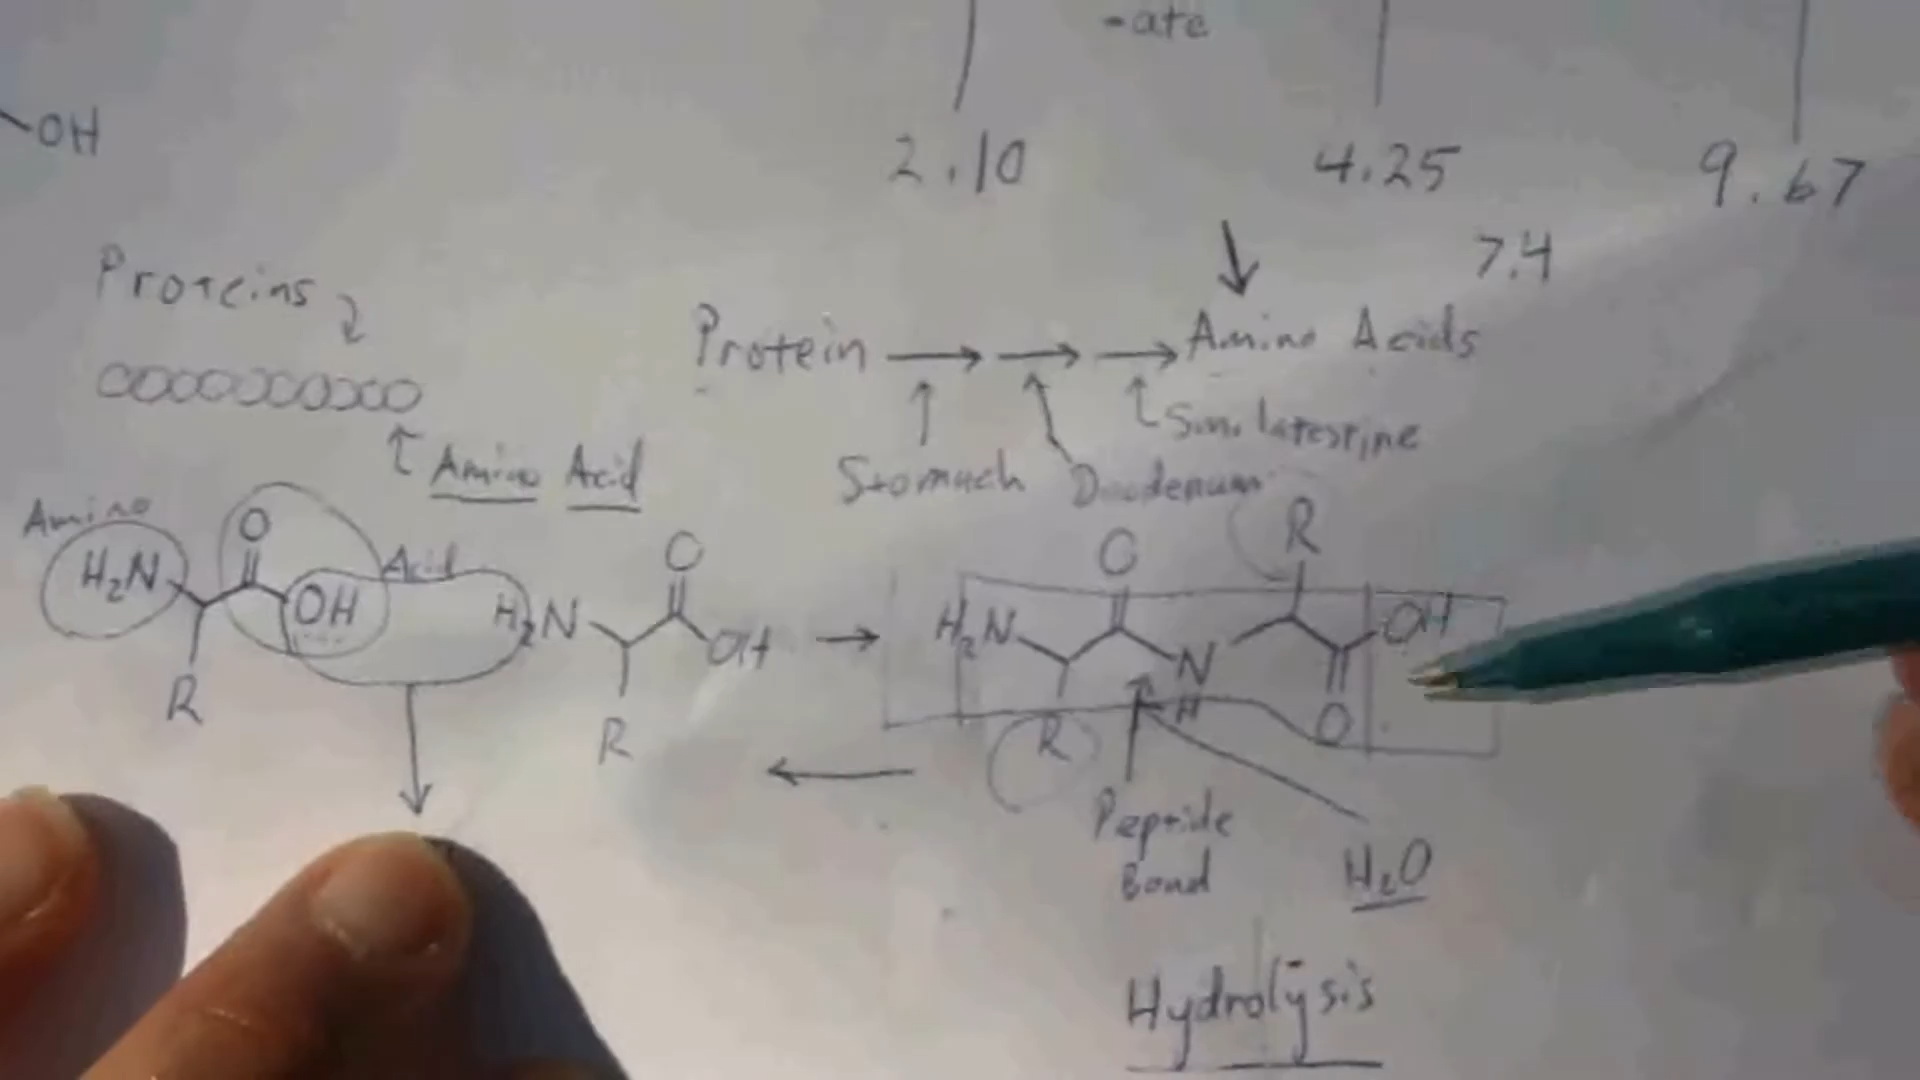 -ate
OH
2.10
4.25
9.67
7.4
Proteins
Protein
Amino Acids
Sm. Intestine
Stomach
Duodenum
Amino Acid
Amino
Acid
H₂N
O
OH
R
H₂N
O
OH
R
H₂N
O
R
N
H
R
O
OH
Peptide
Bond
H₂O
Hydrolysis